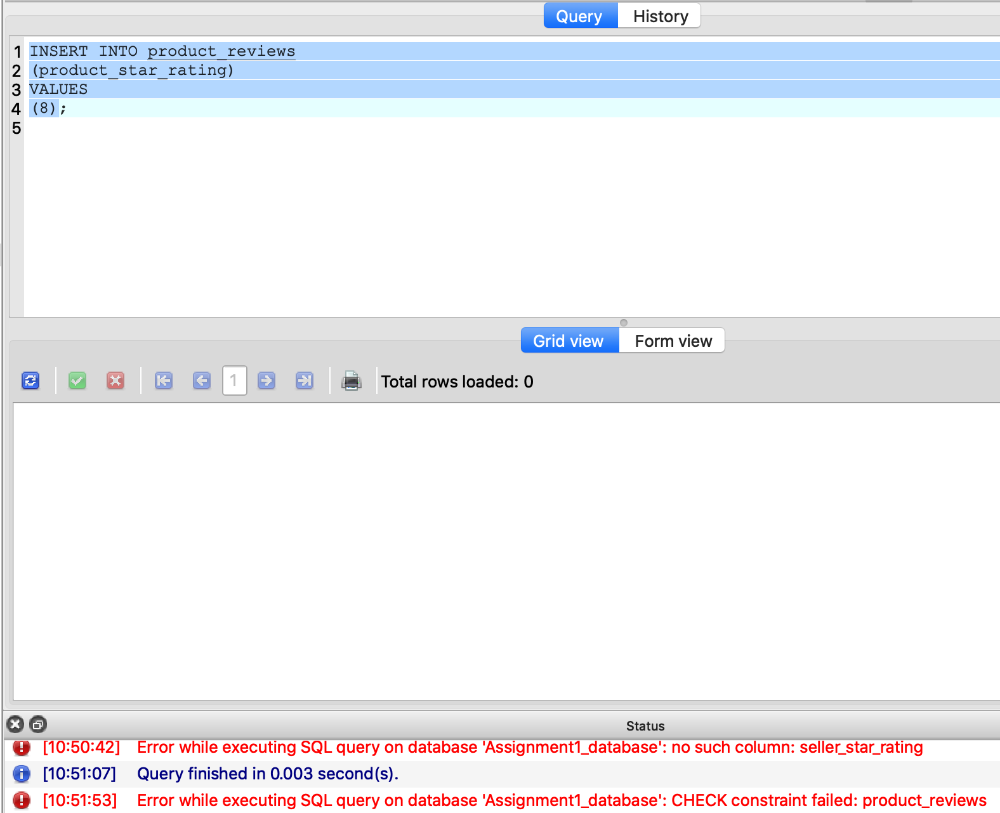 Query History
1 INSERT INTO product_reviews
2 (product_star_rating)
3 VALUES
4 (8);
5
Grid view Form view
1 Total rows loaded: 0
Status
[10:50:42] Error while executing SQL query on database 'Assignment1_database': no such column: seller_star_rating
[10:51:07] Query finished in 0.003 second(s).
[10:51:53] Error while executing SQL query on database 'Assignment1_database': CHECK constraint failed: product_reviews